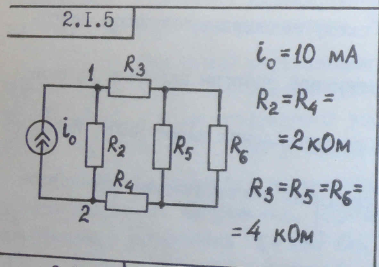 2.I.5
1
R₃
i₀=10 мА
i₀
R₂
R₅
R₆
R₂=R₄=
=2 кОм
R₄
2
R₃=R₅=R₆=
=4 кОм